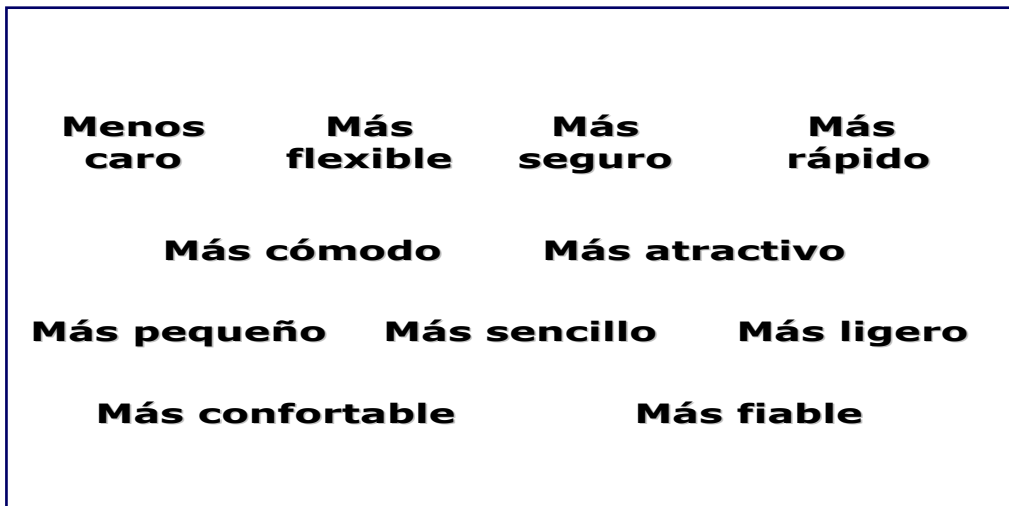 Menos caro
Más flexible
Más seguro
Más rápido
Más cómodo
Más atractivo
Más pequeño
Más sencillo
Más ligero
Más confortable
Más fiable